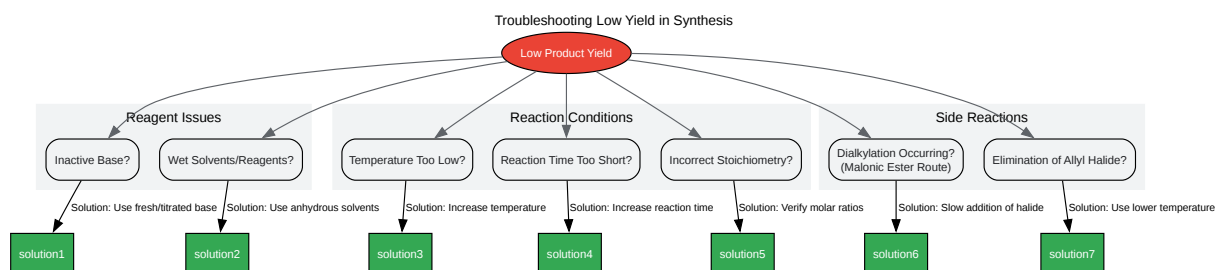 Troubleshooting Low Yield in Synthesis
Low Product Yield
Reagent Issues
Reaction Conditions
Side Reactions
Inactive Base?
Wet Solvents/Reagents?
Temperature Too Low?
Reaction Time Too Short?
Incorrect Stoichiometry?
Dialkylation Occurring?
(Malonic Ester Route)
Elimination of Allyl Halide?
Solution: Use fresh/titrated base
Solution: Use anhydrous solvents
Solution: Increase temperature
Solution: Increase reaction time
Solution: Verify molar ratios
Solution: Slow addition of halide
Solution: Use lower temperature
solution1
solution2
solution3
solution4
solution5
solution6
solution7